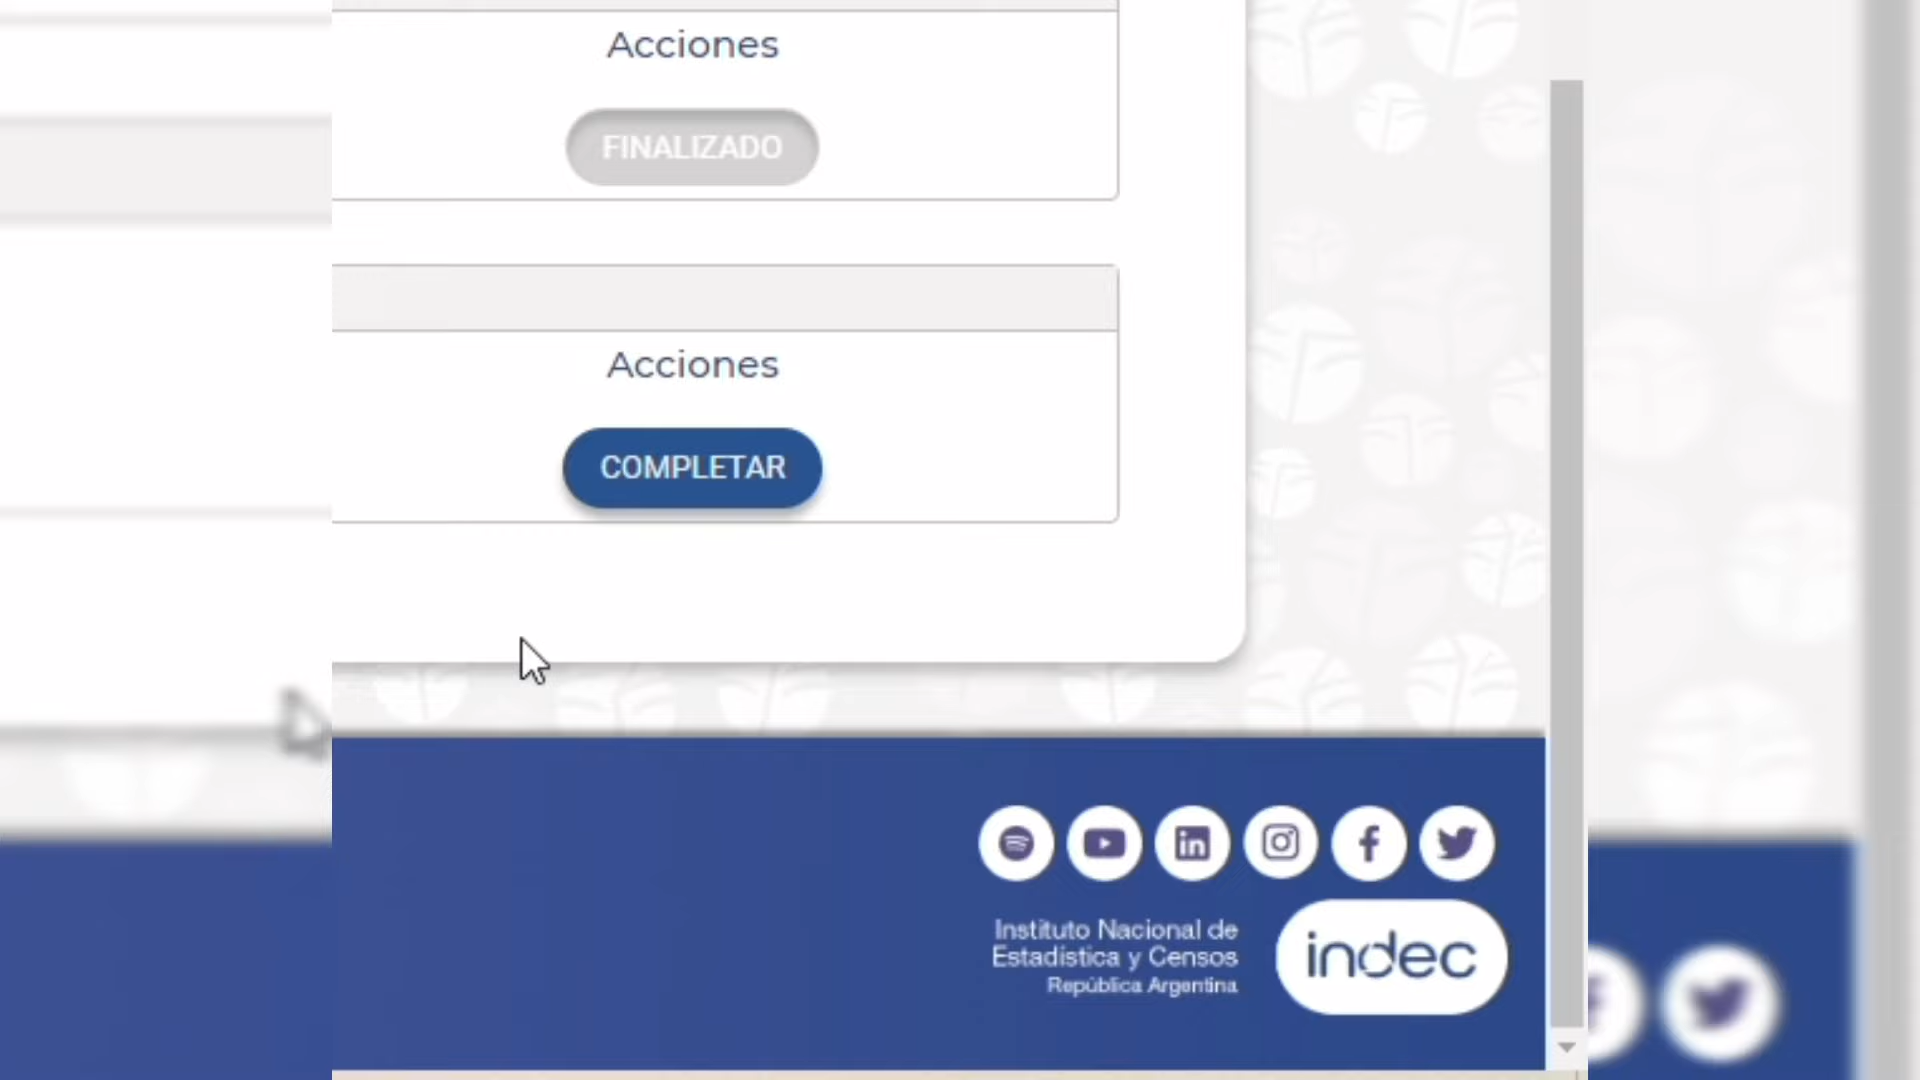 Acciones
FINALIZADO
Acciones
COMPLETAR
Instituto Nacional de
Estadística y Censos
República Argentina
indec